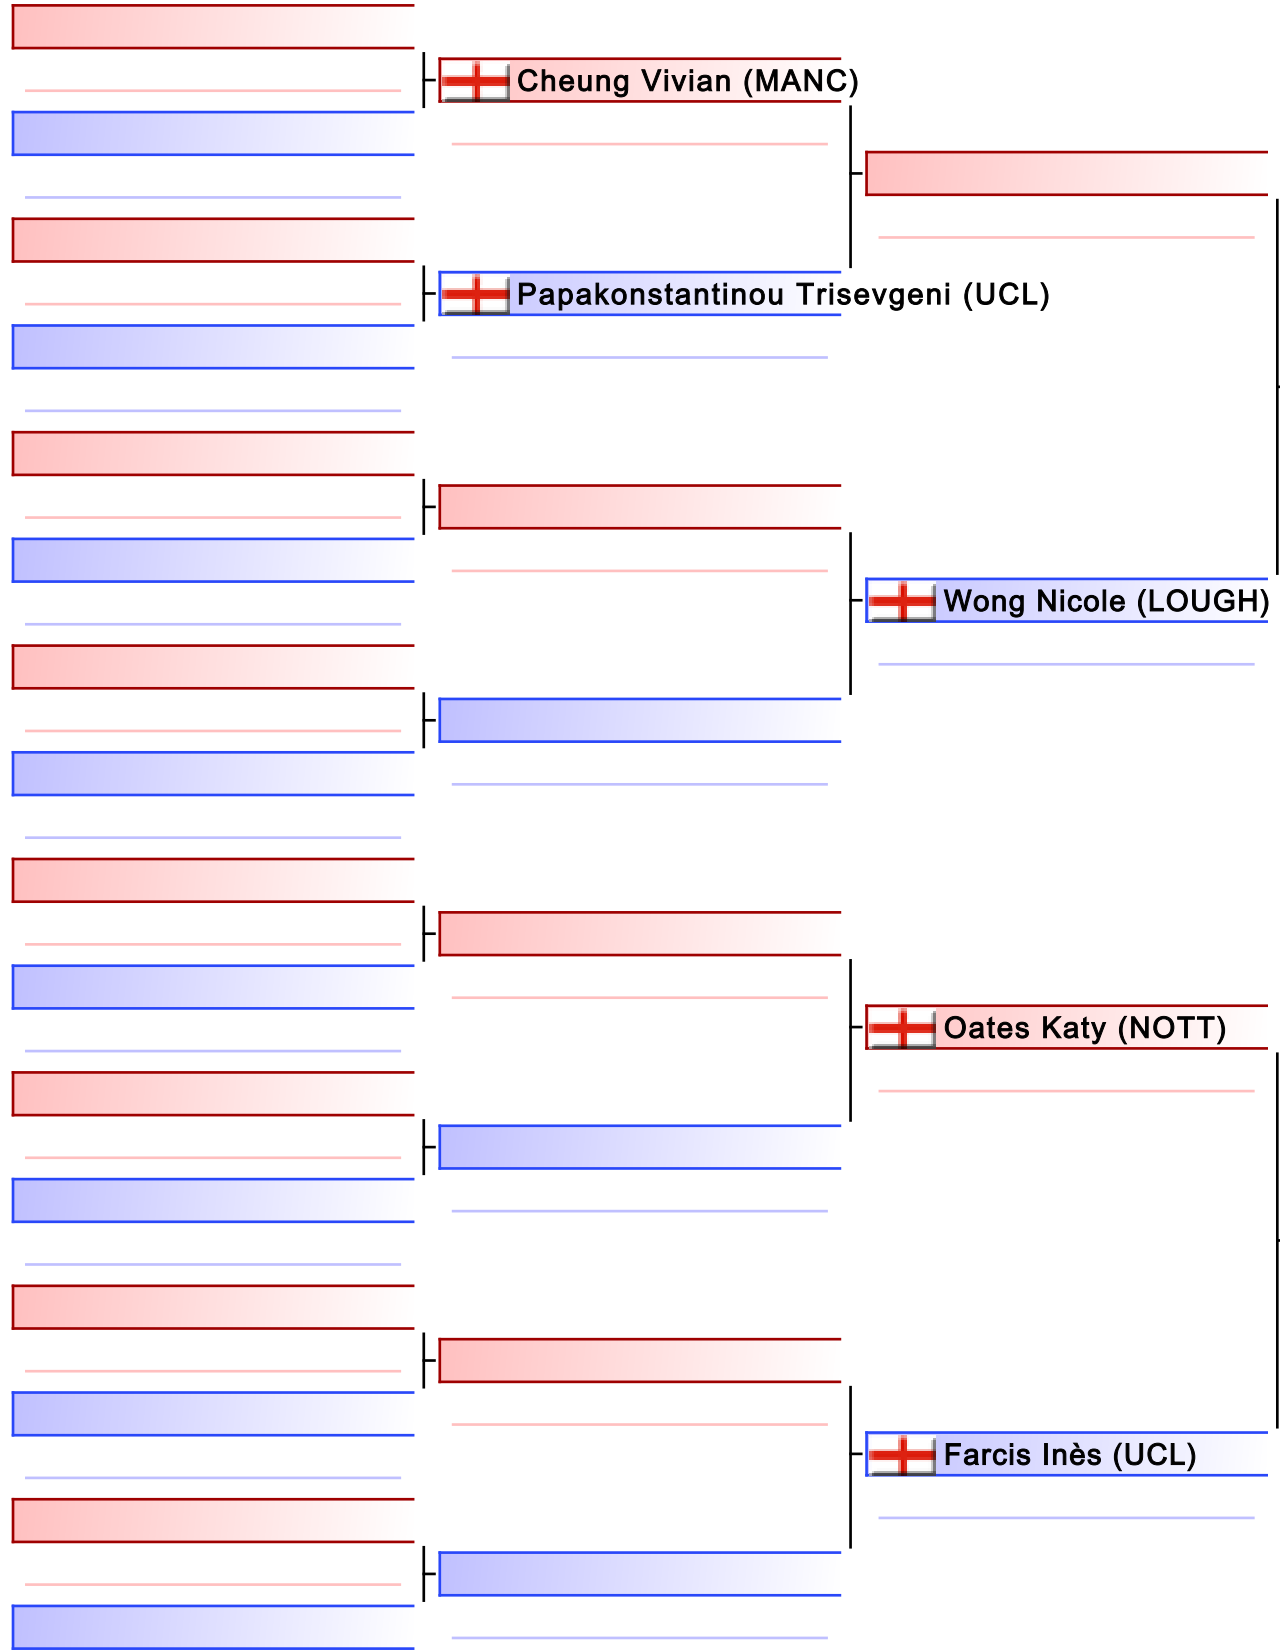 Cheung Vivian (MANC)
Papakonstantinou Trisevgeni (UCL)
Wong Nicole (LOUGH)
Oates Katy (NOTT)
Farcis Inès (UCL)